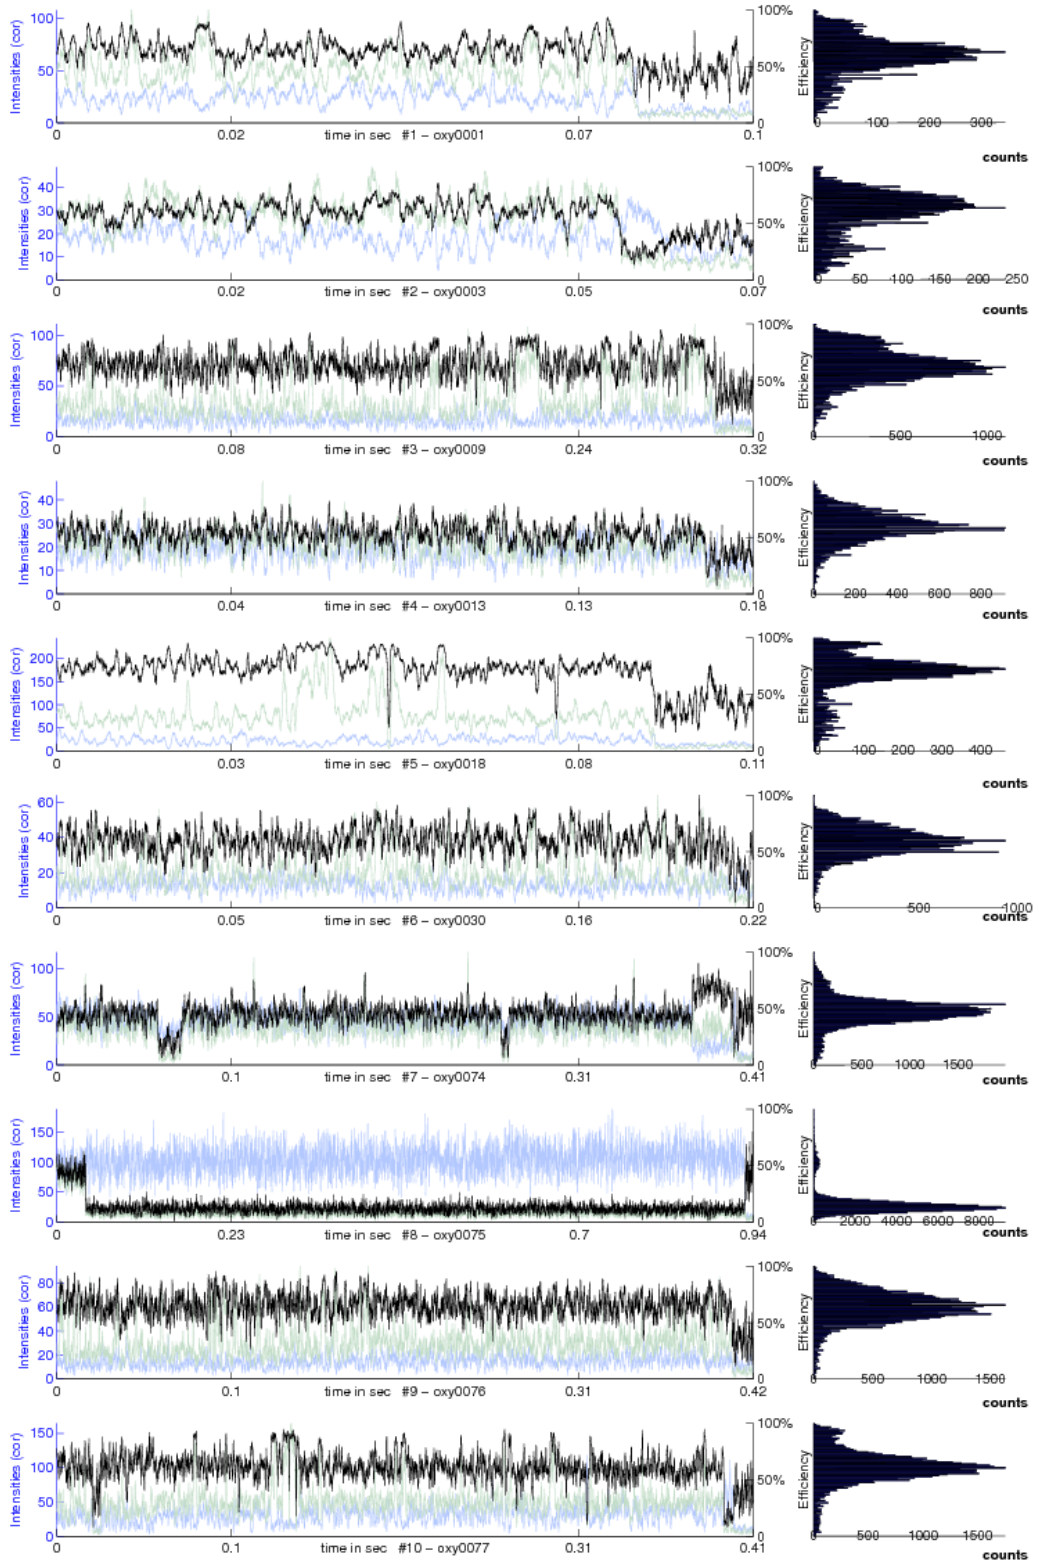 Intensities (cor)
100
50
0
0 0.02 time in sec #1 – oxy0001 0.07 0.1
100%
50%
0
Efficiency
0 100 200 300
counts
Intensities (cor)
40
30
20
10
0
0 0.02 time in sec #2 – oxy0003 0.05 0.07
100%
50%
0
Efficiency
0 50 100 150 200 250
counts
Intensities (cor)
100
50
0
0 0.08 time in sec #3 – oxy0009 0.24 0.32
100%
50%
0
Efficiency
0 500 1000
counts
Intensities (cor)
40
30
20
10
0
0 0.04 time in sec #4 – oxy0013 0.13 0.18
100%
50%
0
Efficiency
0 200 400 600 800
counts
Intensities (cor)
200
150
100
50
0
0 0.03 time in sec #5 – oxy0018 0.08 0.11
100%
50%
0
Efficiency
0 100 200 300 400
counts
Intensities (cor)
60
40
20
0
0 0.05 time in sec #6 – oxy0030 0.16 0.22
100%
50%
0
Efficiency
0 500 1000
counts
Intensities (cor)
100
50
0
0 0.1 time in sec #7 – oxy0074 0.31 0.41
100%
50%
0
Efficiency
0 500 1000 1500
counts
Intensities (cor)
150
100
50
0
0 0.23 time in sec #8 – oxy0075 0.7 0.94
100%
50%
0
Efficiency
0 2000 4000 6000 8000
counts
Intensities (cor)
80
60
40
20
0
0 0.1 time in sec #9 – oxy0076 0.31 0.42
100%
50%
0
Efficiency
0 500 1000 1500
counts
Intensities (cor)
150
100
50
0
0 0.1 time in sec #10 – oxy0077 0.31 0.41
100%
50%
0
Efficiency
0 500 1000 1500
counts